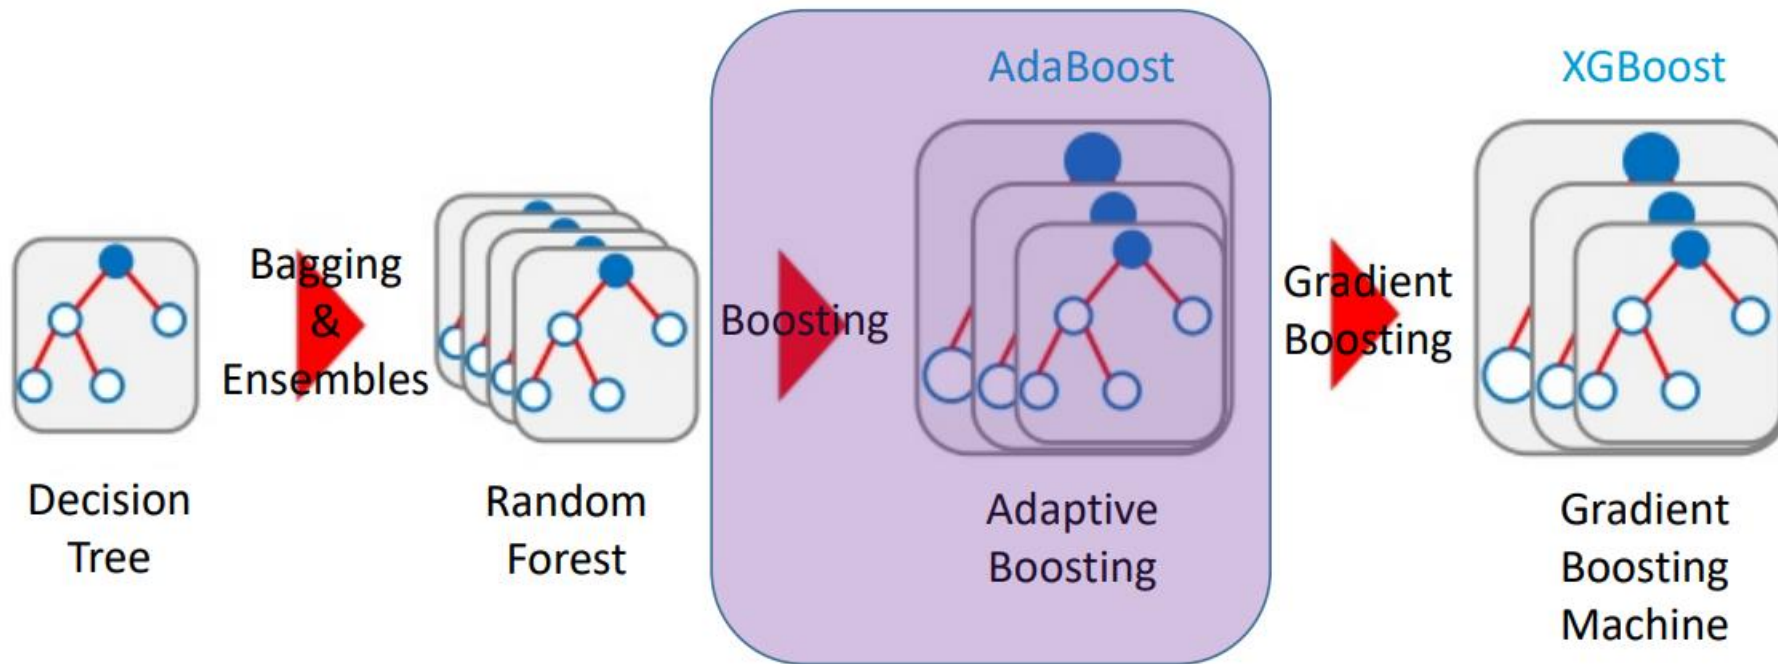 AdaBoost
XGBoost
Bagging
&
Ensembles
Boosting
Gradient
Boosting
Decision
Tree
Random
Forest
Adaptive
Boosting
Gradient
Boosting
Machine